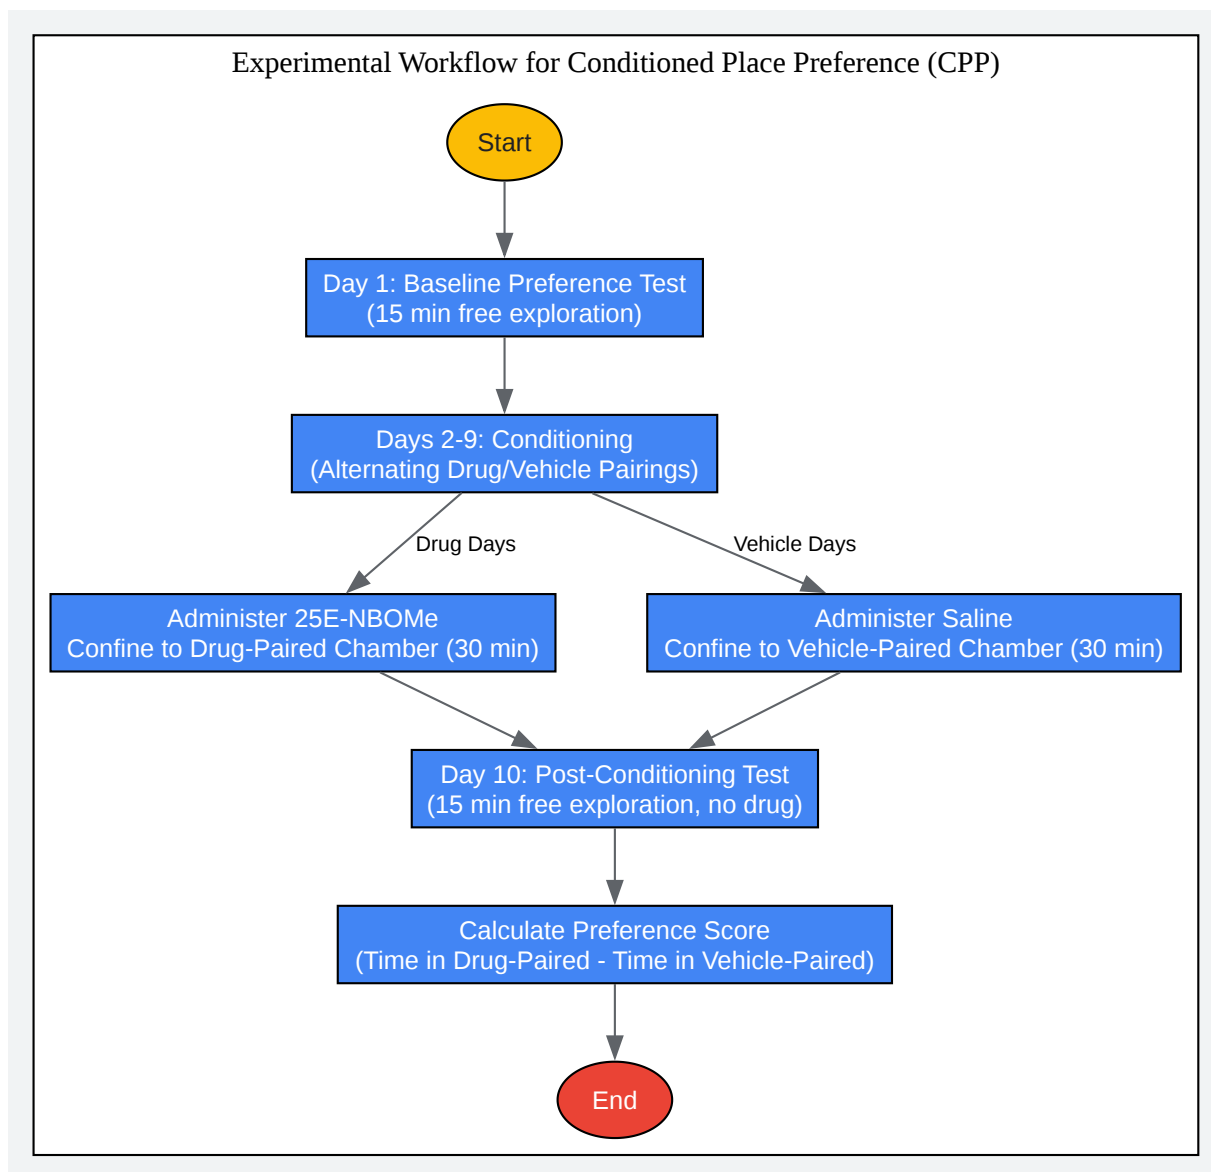 Experimental Workflow for Conditioned Place Preference (CPP)
Start
Day 1: Baseline Preference Test
(15 min free exploration)
Days 2-9: Conditioning
(Alternating Drug/Vehicle Pairings)
Drug Days
Vehicle Days
Administer 25E-NBOMe
Confine to Drug-Paired Chamber (30 min)
Administer Saline
Confine to Vehicle-Paired Chamber (30 min)
Day 10: Post-Conditioning Test
(15 min free exploration, no drug)
Calculate Preference Score
(Time in Drug-Paired - Time in Vehicle-Paired)
End